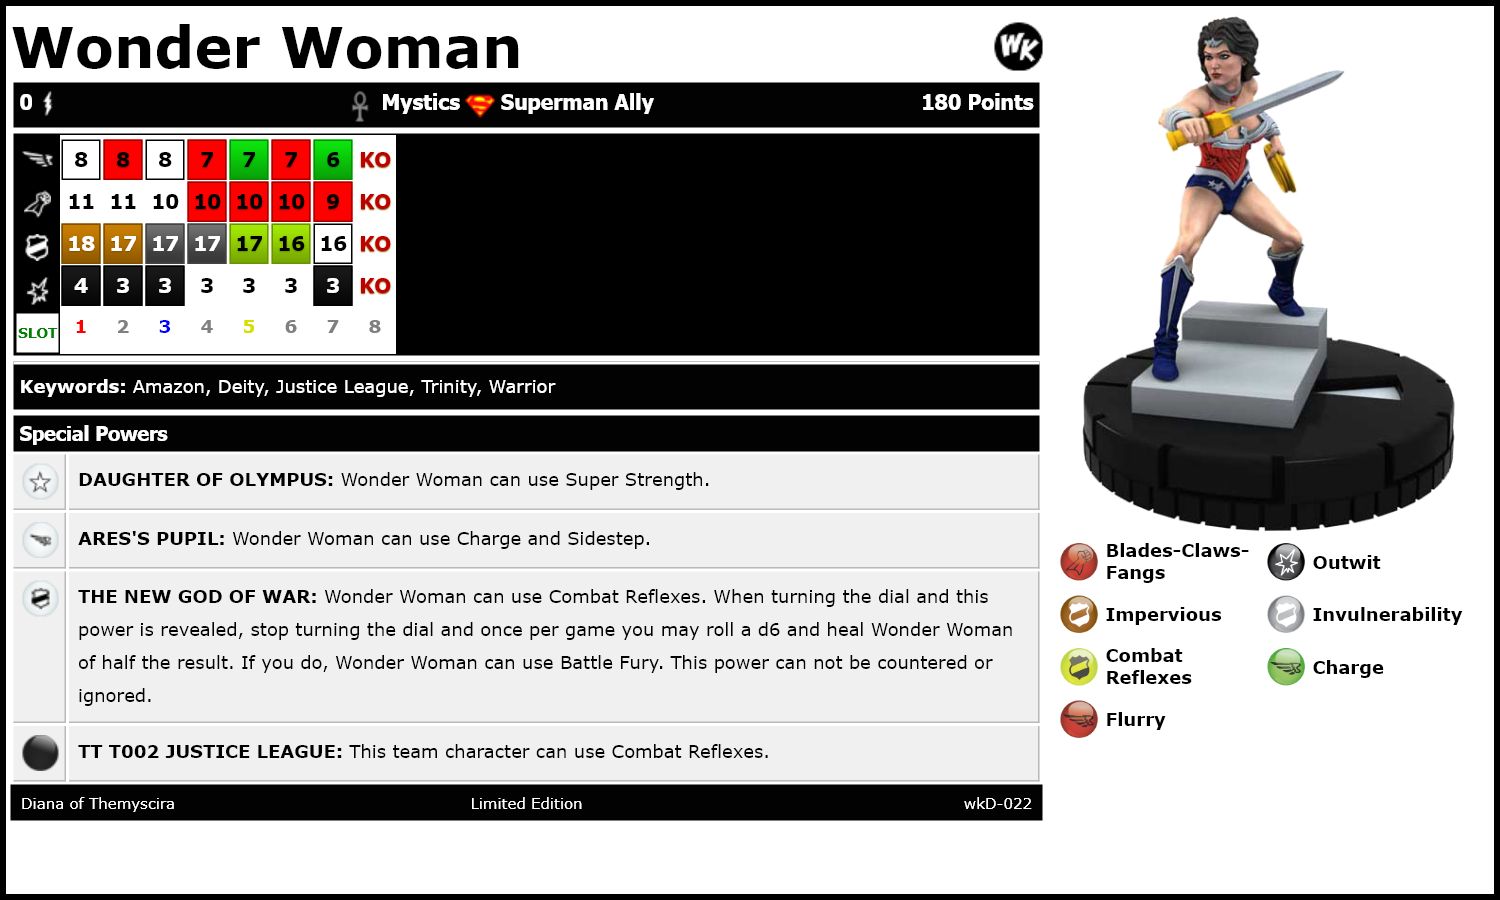 Wonder Woman
WK
0 Mystics Superman Ally 180 Points
8 8 8 7 7 7 6 KO
11 11 10 10 10 10 9 KO
18 17 17 17 17 16 16 KO
4 3 3 3 3 3 3 KO
SLOT 1 2 3 4 5 6 7 8
Keywords: Amazon, Deity, Justice League, Trinity, Warrior
Special Powers
DAUGHTER OF OLYMPUS: Wonder Woman can use Super Strength.
ARES'S PUPIL: Wonder Woman can use Charge and Sidestep.
THE NEW GOD OF WAR: Wonder Woman can use Combat Reflexes. When turning the dial and this
power is revealed, stop turning the dial and once per game you may roll a d6 and heal Wonder Woman
of half the result. If you do, Wonder Woman can use Battle Fury. This power can not be countered or
ignored.
TT T002 JUSTICE LEAGUE: This team character can use Combat Reflexes.
Diana of Themyscira Limited Edition wkD-022
Blades-Claws-
Fangs
Outwit
Impervious
Invulnerability
Combat
Reflexes
Charge
Flurry